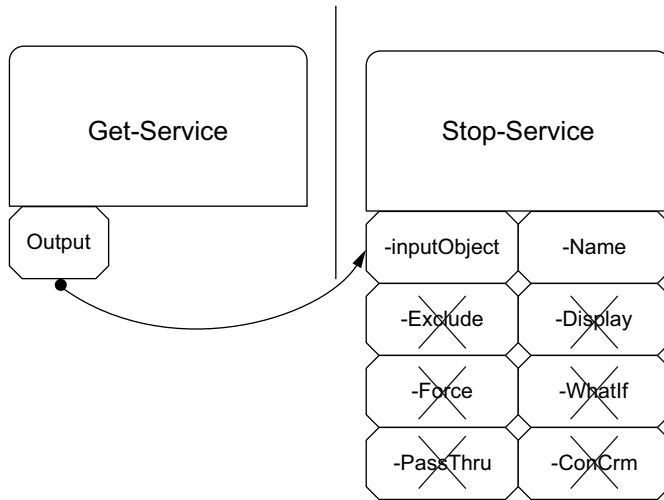 Get-Service
Stop-Service
Output
-inputObject
-Name
-Exclude
-Display
-Force
-WhatIf
-PassThru
-ConCrm